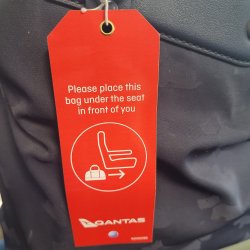 Please place this
bag under the seat
in front of you
QANTAS